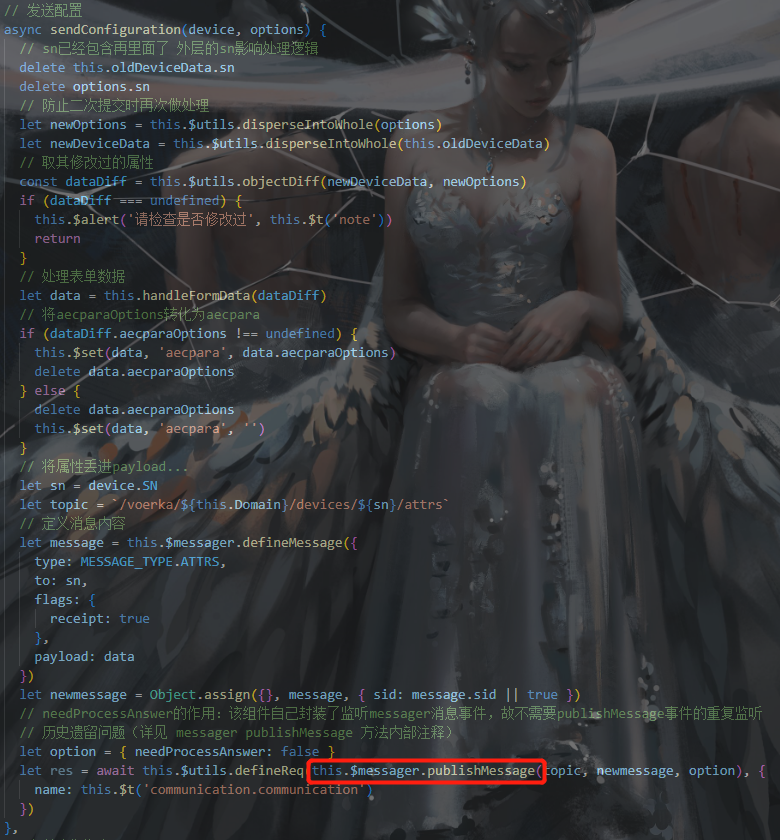 // 发送配置
async sendConfiguration(device, options) {
// sn已经包含再里面了 外层的sn影响处理逻辑
delete this.oldDeviceData.sn
delete options.sn
// 防止二次提交时再次做处理
let newOptions = this.$utils.disperseIntoWhole(options)
let newDeviceData = this.$utils.disperseIntoWhole(this.oldDeviceData)
// 取其修改过的属性
const dataDiff = this.$utils.objectDiff(newDeviceData, newOptions)
if (dataDiff === undefined) {
this.$alert('请检查是否修改过', this.$t('note'))
return
}
// 处理表单数据
let data = this.handleFormData(dataDiff)
// 将aecparaOptions转化为aecpara
if (dataDiff.aecparaOptions !== undefined) {
this.$set(data, 'aecpara', data.aecparaOptions)
delete data.aecparaOptions
} else {
delete data.aecparaOptions
this.$set(data, 'aecpara', '')
}
// 将属性丢进payload...
let sn = device.SN
let topic = `/voerka/${this.Domain}/devices/${sn}/attrs`
// 定义消息内容
let message = this.$messager.defineMessage({
type: MESSAGE_TYPE.ATTRS,
to: sn,
flags: {
receipt: true
},
payload: data
})
let newmessage = Object.assign({}, message, { sid: message.sid || true })
// needProcessAnswer的作用：该组件自己封装了监听messager消息事件，故不需要publishMessage事件的重复监听
// 历史遗留问题（详见 messager publishMessage 方法内部注释）
let option = { needProcessAnswer: false }
let res = await this.$utils.defineReq(this.$messager.publishMessage(topic, newmessage, option), {
name: this.$t('communication.communication')
})
},